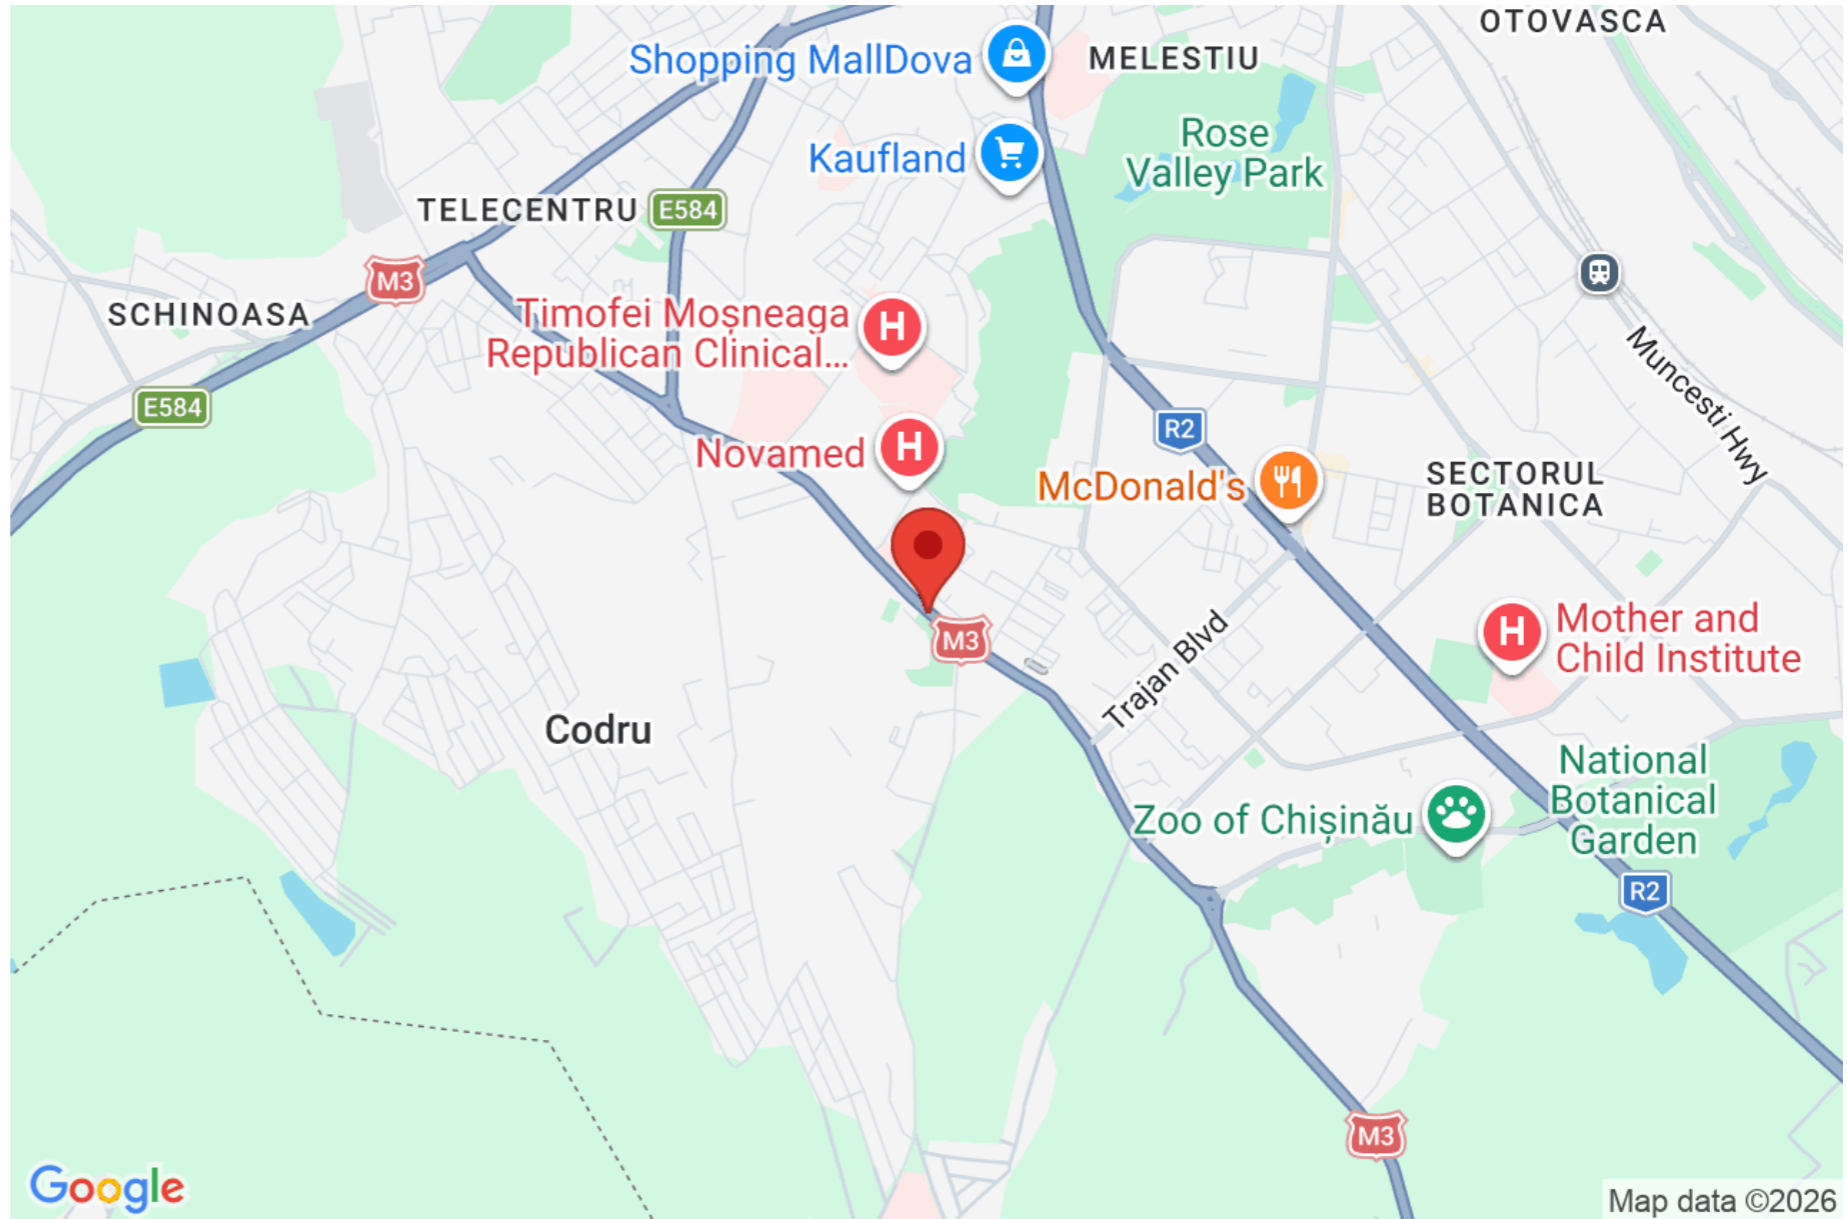 OTOVASCA
Shopping MallDova
MELESTIU
Rose
Valley Park
Kaufland
TELECENTRU
E584
M3
SCHINOASA
Timofei Moșneaga
Republican Clinical...
Muncesti Hwy
E584
R2
Novamed
McDonald's
SECTORUL
BOTANICA
M3
Trajan Blvd
Mother and
Child Institute
Codru
National
Botanical
Garden
Zoo of Chișinău
R2
M3
Google
Map data ©2026